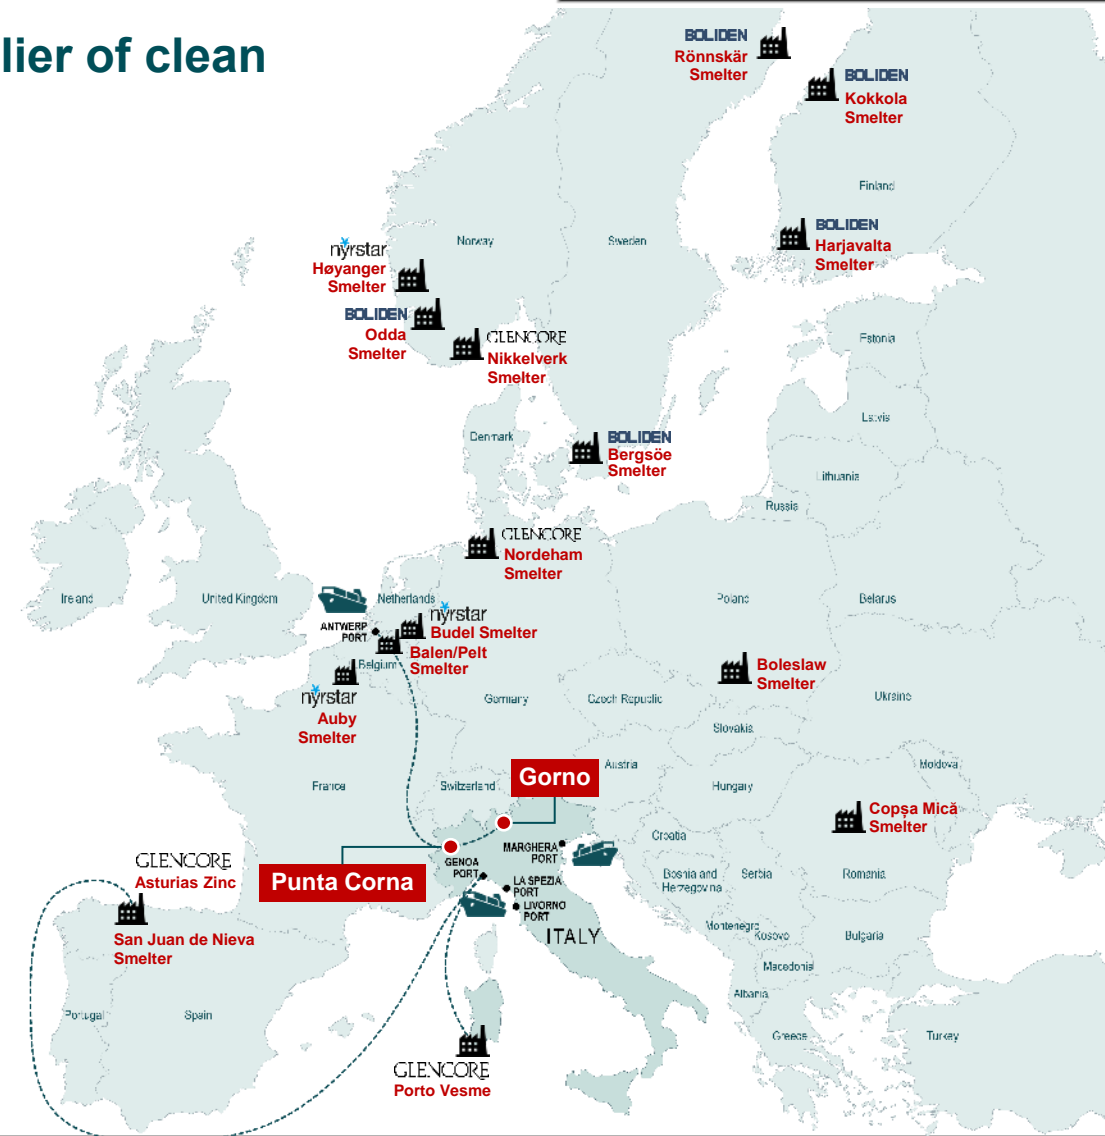 lier of clean
BOLIDEN
Rönnskär
Smelter
BOLIDEN
Kokkola
Smelter
Finland
BOLIDEN
Harjavalta
Smelter
Norway
Sweden
nyrstar
Høyanger
Smelter
BOLIDEN
Odda
Smelter
GLENCORE
Nikkelverk
Smelter
Estonia
Latvia
Denmark
BOLIDEN
Bergsöe
Smelter
Lithuania
Russia
GLENCORE
Nordeham
Smelter
Ireland
United Kingdom
Netherlands
Poland
Belarus
ANTWERP
PORT
nyrstar
Budel Smelter
Balen/Pelt
Smelter
Belgium
nyrstar
Auby
Smelter
Boleslaw
Smelter
Germany
Czech Republic
Ukraine
Slovakia
Austria
Moldova
France
Switzerland
Gorno
Hungary
Copșa Mică
Smelter
Croatia
MARGHERA
PORT
GENOA
PORT
GLENCORE
Asturias Zinc
Punta Corna
LA SPEZIA
PORT
LIVORNO
PORT
Bosnia and
Herzegovina
Serbia
Romania
ITALY
San Juan de Nieva
Smelter
Montenegro
Kosovo
Bulgaria
Macedonia
Albania
Portugal
Spain
Greece
Turkey
GLENCORE
Porto Vesme